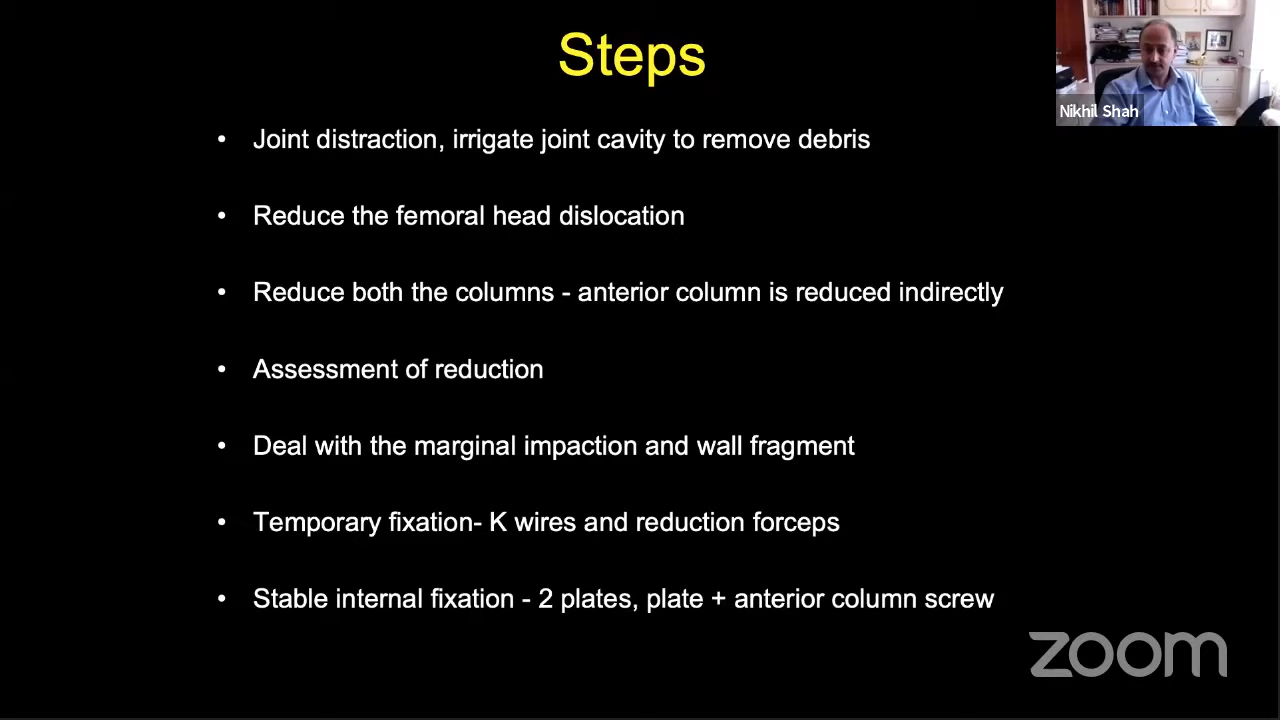 Steps
Nikhil Shah
• Joint distraction, irrigate joint cavity to remove debris
• Reduce the femoral head dislocation
• Reduce both the columns - anterior column is reduced indirectly
• Assessment of reduction
• Deal with the marginal impaction and wall fragment
• Temporary fixation- K wires and reduction forceps
• Stable internal fixation - 2 plates, plate + anterior column screw
zoom